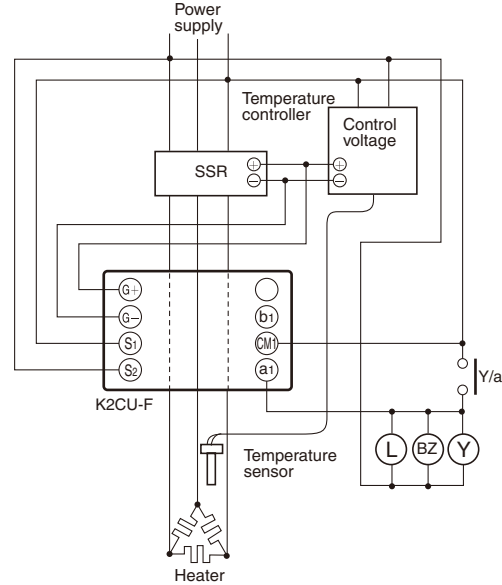 Power
supply
Temperature
controller
Control
voltage
SSR
+
−
+
−
G+
G−
S1
S2
b1
CM1
a1
K2CU-F
Y/a
L
BZ
Y
Temperature
sensor
Heater